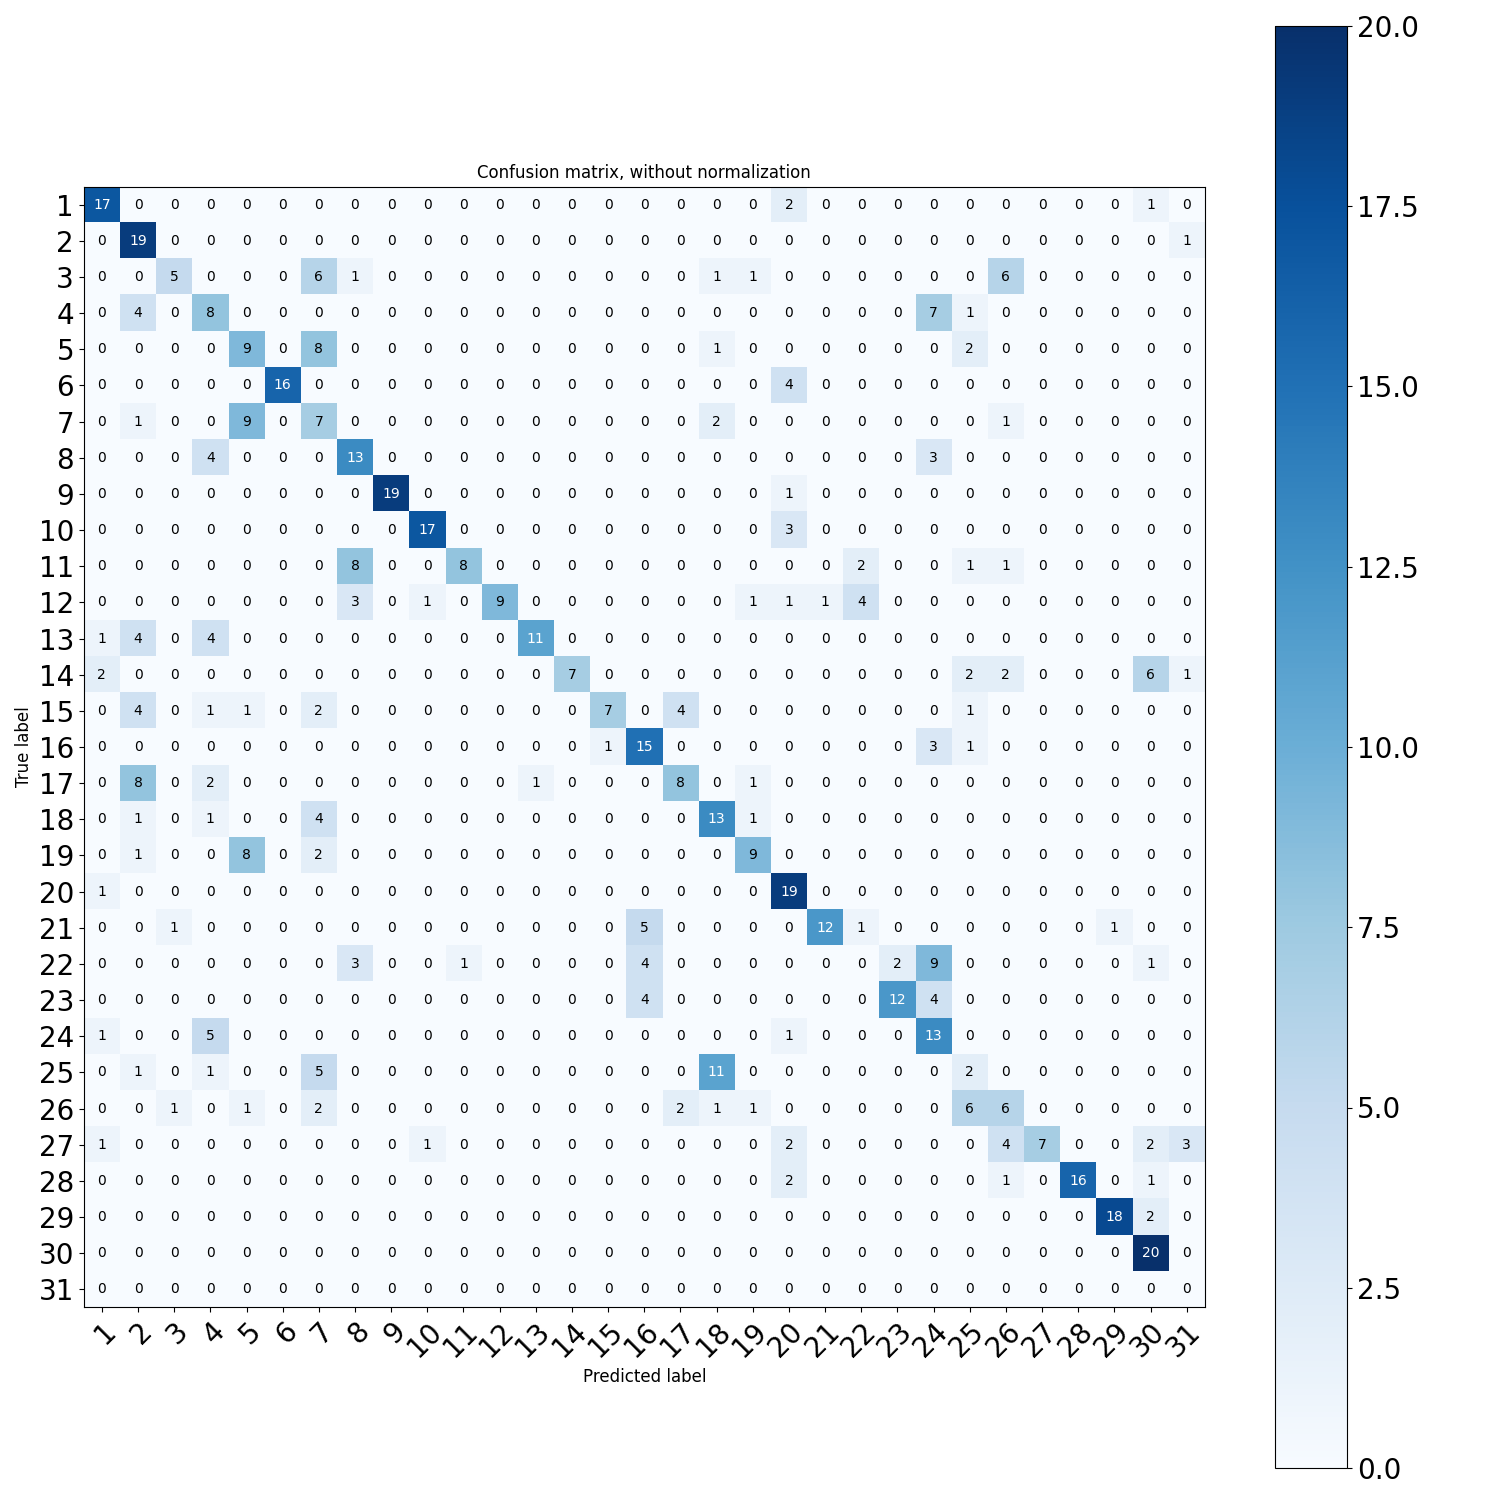 Confusion matrix, without normalization
1 17 0 0 0 0 0 0 0 0 0 0 0 0 0 0 0 0 0 0 2 0 0 0 0 0 0 0 0 0 1 0
2 0 19 0 0 0 0 0 0 0 0 0 0 0 0 0 0 0 0 0 0 0 0 0 0 0 0 0 0 0 0 1
3 0 0 5 0 0 0 6 1 0 0 0 0 0 0 0 0 0 1 1 0 0 0 0 0 0 6 0 0 0 0 0
4 0 4 0 8 0 0 0 0 0 0 0 0 0 0 0 0 0 0 0 0 0 0 0 7 1 0 0 0 0 0 0
5 0 0 0 0 9 0 8 0 0 0 0 0 0 0 0 0 0 1 0 0 0 0 0 0 2 0 0 0 0 0 0
6 0 0 0 0 0 16 0 0 0 0 0 0 0 0 0 0 0 0 0 4 0 0 0 0 0 0 0 0 0 0 0
7 0 1 0 0 9 0 7 0 0 0 0 0 0 0 0 0 0 2 0 0 0 0 0 0 0 1 0 0 0 0 0
8 0 0 0 4 0 0 0 13 0 0 0 0 0 0 0 0 0 0 0 0 0 0 0 3 0 0 0 0 0 0 0
9 0 0 0 0 0 0 0 0 19 0 0 0 0 0 0 0 0 0 0 1 0 0 0 0 0 0 0 0 0 0 0
10 0 0 0 0 0 0 0 0 0 17 0 0 0 0 0 0 0 0 0 3 0 0 0 0 0 0 0 0 0 0 0
11 0 0 0 0 0 0 0 8 0 0 8 0 0 0 0 0 0 0 0 0 0 2 0 0 1 1 0 0 0 0 0
12 0 0 0 0 0 0 0 3 0 1 0 9 0 0 0 0 0 0 1 1 1 4 0 0 0 0 0 0 0 0 0
13 1 4 0 4 0 0 0 0 0 0 0 0 11 0 0 0 0 0 0 0 0 0 0 0 0 0 0 0 0 0 0
14 2 0 0 0 0 0 0 0 0 0 0 0 0 7 0 0 0 0 0 0 0 0 0 0 2 2 0 0 0 6 1
15 0 4 0 1 1 0 2 0 0 0 0 0 0 0 7 0 4 0 0 0 0 0 0 0 1 0 0 0 0 0 0
16 0 0 0 0 0 0 0 0 0 0 0 0 0 0 1 15 0 0 0 0 0 0 0 3 1 0 0 0 0 0 0
17 0 8 0 2 0 0 0 0 0 0 0 0 1 0 0 0 8 0 1 0 0 0 0 0 0 0 0 0 0 0 0
18 0 1 0 1 0 0 4 0 0 0 0 0 0 0 0 0 0 13 1 0 0 0 0 0 0 0 0 0 0 0 0
19 0 1 0 0 8 0 2 0 0 0 0 0 0 0 0 0 0 0 9 0 0 0 0 0 0 0 0 0 0 0 0
20 1 0 0 0 0 0 0 0 0 0 0 0 0 0 0 0 0 0 0 19 0 0 0 0 0 0 0 0 0 0 0
21 0 0 1 0 0 0 0 0 0 0 0 0 0 0 0 5 0 0 0 0 12 1 0 0 0 0 0 0 1 0 0
22 0 0 0 0 0 0 0 3 0 0 1 0 0 0 0 4 0 0 0 0 0 0 2 9 0 0 0 0 0 1 0
23 0 0 0 0 0 0 0 0 0 0 0 0 0 0 0 4 0 0 0 0 0 0 12 4 0 0 0 0 0 0 0
24 1 0 0 5 0 0 0 0 0 0 0 0 0 0 0 0 0 0 0 1 0 0 0 13 0 0 0 0 0 0 0
25 0 1 0 1 0 0 5 0 0 0 0 0 0 0 0 0 0 11 0 0 0 0 0 0 2 0 0 0 0 0 0
26 0 0 1 0 1 0 2 0 0 0 0 0 0 0 0 0 2 1 1 0 0 0 0 0 6 6 0 0 0 0 0
27 1 0 0 0 0 0 0 0 0 1 0 0 0 0 0 0 0 0 0 2 0 0 0 0 0 4 7 0 0 2 3
28 0 0 0 0 0 0 0 0 0 0 0 0 0 0 0 0 0 0 0 2 0 0 0 0 0 1 0 16 0 1 0
29 0 0 0 0 0 0 0 0 0 0 0 0 0 0 0 0 0 0 0 0 0 0 0 0 0 0 0 0 18 2 0
30 0 0 0 0 0 0 0 0 0 0 0 0 0 0 0 0 0 0 0 0 0 0 0 0 0 0 0 0 0 20 0
31 0 0 0 0 0 0 0 0 0 0 0 0 0 0 0 0 0 0 0 0 0 0 0 0 0 0 0 0 0 0 0
1 2 3 4 5 6 7 8 9 10 11 12 13 14 15 16 17 18 19 20 21 22 23 24 25 26 27 28 29 30 31
Predicted label
True label
20.0
17.5
15.0
12.5
10.0
7.5
5.0
2.5
0.0